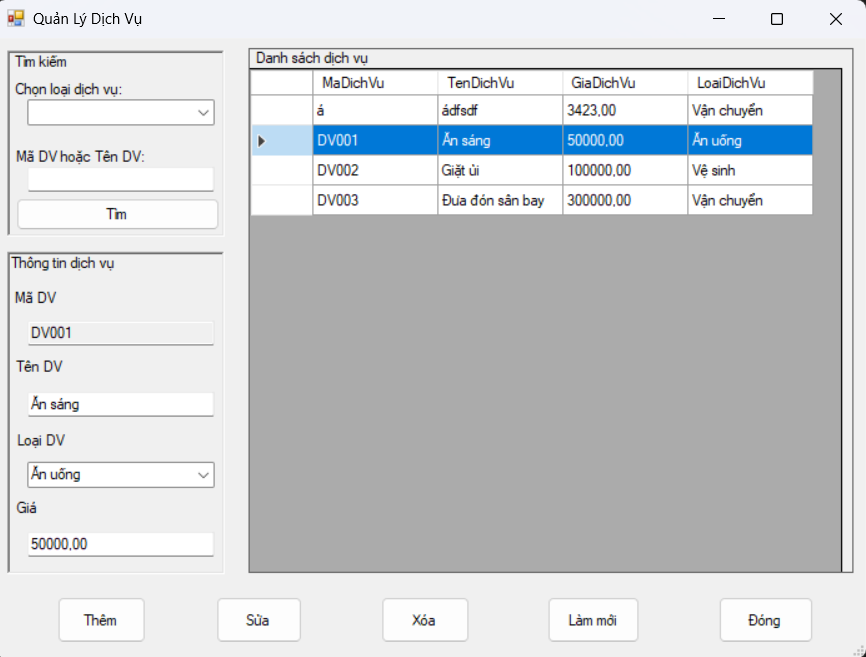 Quản Lý Dịch Vụ
Tìm kiếm
Chọn loại dịch vụ:
Mã DV hoặc Tên DV:
Tìm
Thông tin dịch vụ
Mã DV
DV001
Tên DV
Ăn sáng
Loại DV
Ăn uống
Giá
50000,00
Danh sách dịch vụ
MaDichVu TenDichVu GiaDichVu LoaiDichVu
á ádfsdf 3423,00 Vận chuyển
DV001 Ăn sáng 50000,00 Ăn uống
DV002 Giặt ủi 100000,00 Vệ sinh
DV003 Đưa đón sân bay 300000,00 Vận chuyển
Thêm Sửa Xóa Làm mới Đóng